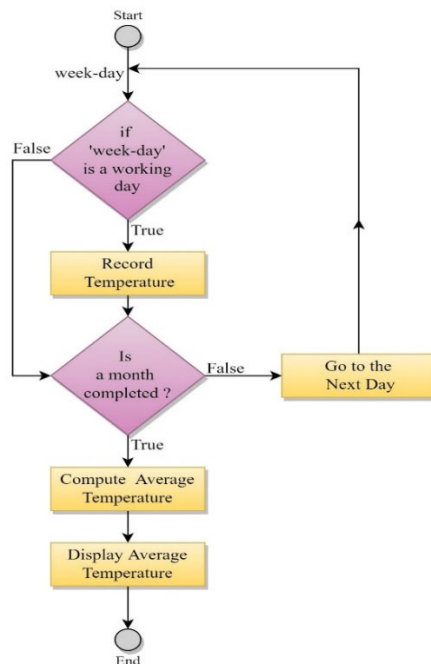 Start
week-day
if
'week-day'
is a working
day
False
True
Record
Temperature
Is
a month
completed ?
False
Go to the
Next Day
True
Compute Average
Temperature
Display Average
Temperature
End